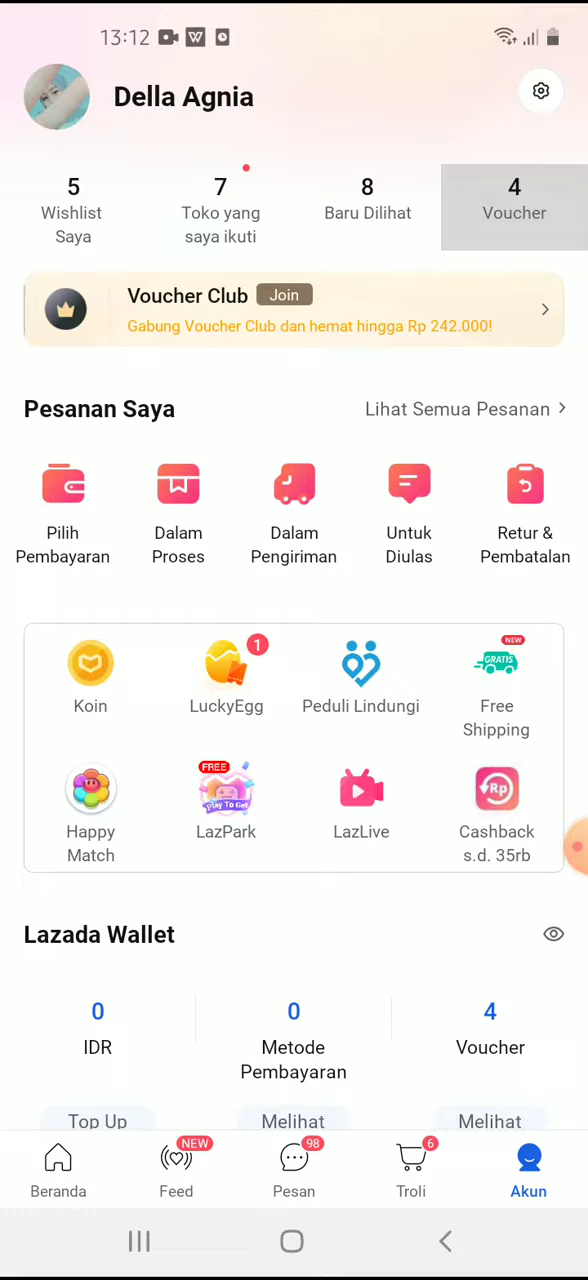 13:12
Della Agnia
5
7
8
4
Wishlist
Saya
Toko yang
saya ikuti
Baru Dilihat
Voucher
Voucher Club Join
Gabung Voucher Club dan hemat hingga Rp 242.000!
Pesanan Saya
Lihat Semua Pesanan
Pilih
Pembayaran
Dalam
Proses
Dalam
Pengiriman
Untuk
Diulas
Retur &
Pembatalan
1
NEW
GRATIS
Koin
LuckyEgg
Peduli Lindungi
Free
Shipping
FREE
Play To Get
Rp
Happy
Match
LazPark
LazLive
Cashback
s.d. 35rb
Lazada Wallet
0
0
4
IDR
Metode
Pembayaran
Voucher
Top Up
Melihat
Melihat
NEW
98
6
Beranda
Feed
Pesan
Troli
Akun